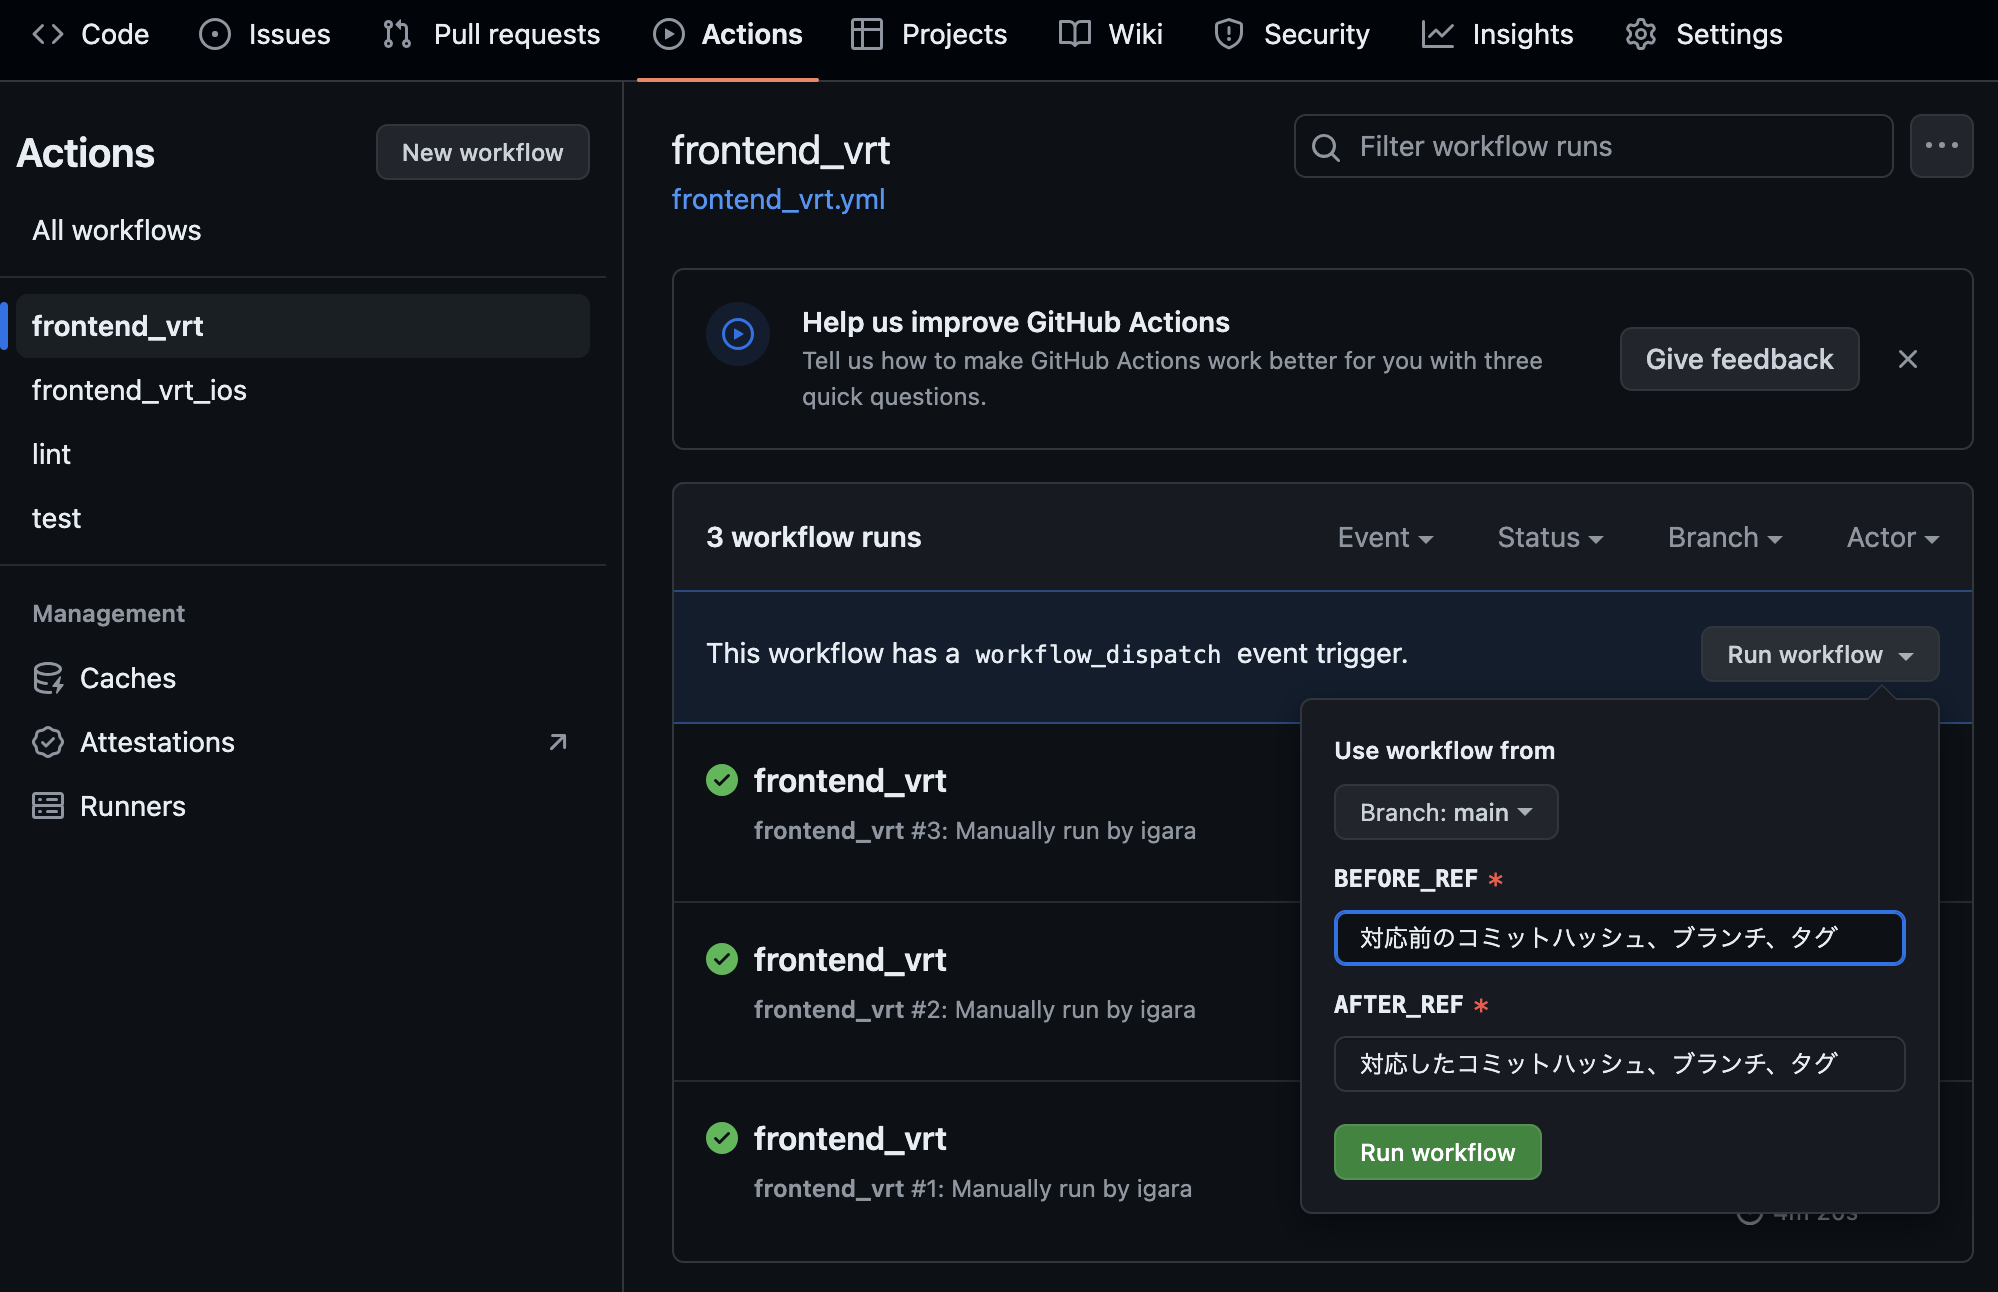 Code
Issues
Pull requests
Actions
Projects
Wiki
Security
Insights
Settings
Actions
New workflow
All workflows
frontend_vrt
frontend_vrt_ios
lint
test
Management
Caches
Attestations
Runners
frontend_vrt
frontend_vrt.yml
Filter workflow runs
Help us improve GitHub Actions
Tell us how to make GitHub Actions work better for you with three
quick questions.
Give feedback
3 workflow runs
Event
Status
Branch
Actor
This workflow has a workflow_dispatch event trigger.
Run workflow
frontend_vrt
frontend_vrt #3: Manually run by igara
frontend_vrt
frontend_vrt #2: Manually run by igara
frontend_vrt
frontend_vrt #1: Manually run by igara
Use workflow from
Branch: main
BEFORE_REF *
対応前のコミットハッシュ、ブランチ、タグ
AFTER_REF *
対応したコミットハッシュ、ブランチ、タグ
Run workflow